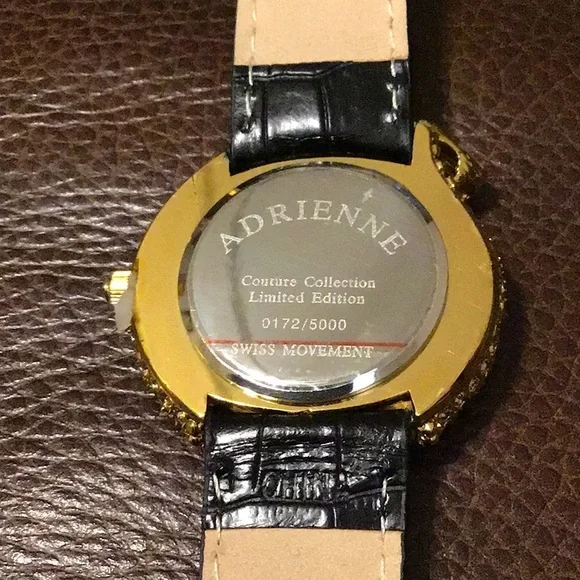 ADRIENNE
Couture Collection
Limited Edition
0172/5000
SWISS MOVEMENT